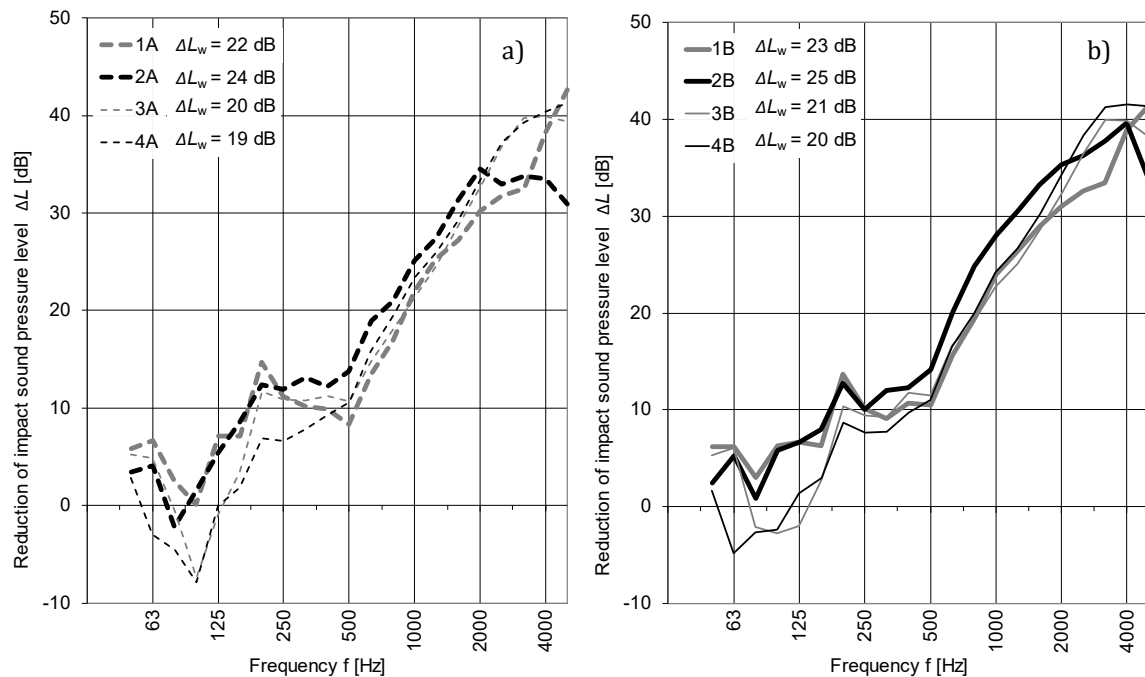 50
40
30
20
10
0
-10
Reduction of impact sound pressure level ΔL [dB]
1A ΔLw = 22 dB
2A ΔLw = 24 dB
3A ΔLw = 20 dB
4A ΔLw = 19 dB
a)
63 125 250 500 1000 2000 4000
Frequency f [Hz]
50
40
30
20
10
0
-10
Reduction of impact sound pressure level ΔL [dB]
1B ΔLw = 23 dB
2B ΔLw = 25 dB
3B ΔLw = 21 dB
4B ΔLw = 20 dB
b)
63 125 250 500 1000 2000 4000
Frequency f [Hz]